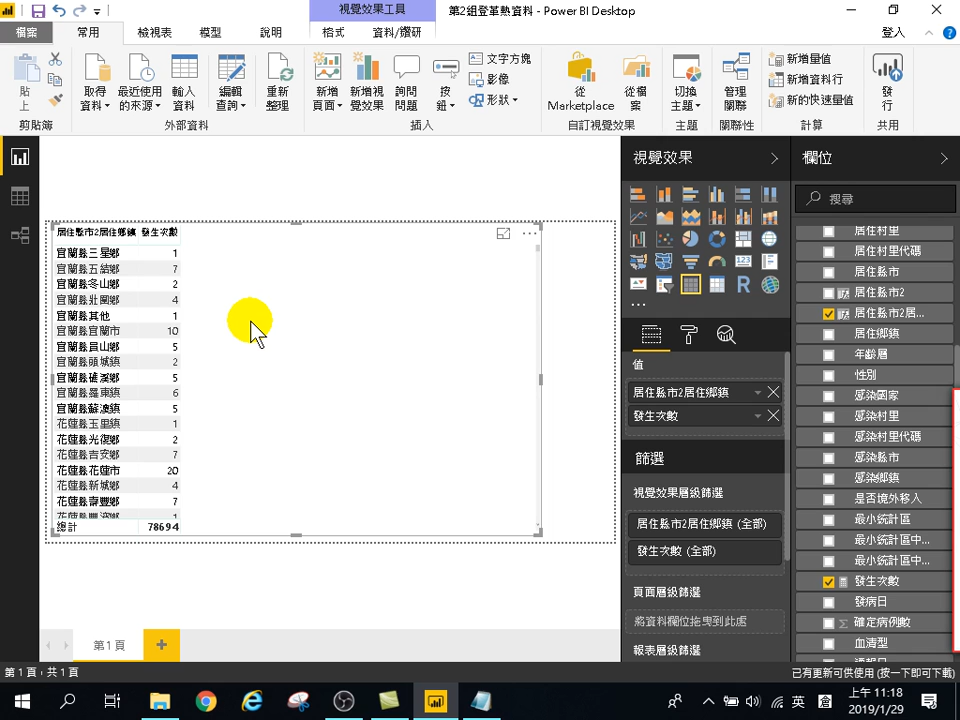 視覺效果工具
第2組登革熱資料 - Power BI Desktop
檔案 常用 檢視表 模型 說明 格式 資料/鑽研 登入
貼上
取得資料
最近使用的來源
輸入資料
編輯查詢
重新整理
新增頁面
新增視覺效果
詢問問題
按鈕
文字方塊
影像
形狀
從 Marketplace
從檔案
切換主題
管理關聯
新增量值
新增資料行
新的快速量值
發行
剪貼簿 外部資料 插入 自訂視覺效果 主題 關聯性 計算 共用
居住縣市2居住鄉鎮 發生次數
宜蘭縣三星鄉 1
宜蘭縣五結鄉 7
宜蘭縣冬山鄉 2
宜蘭縣壯圍鄉 4
宜蘭縣其他 1
宜蘭縣宜蘭市 10
宜蘭縣員山鄉 5
宜蘭縣頭城鎮 2
宜蘭縣礁溪鄉 5
宜蘭縣羅東鎮 6
宜蘭縣蘇澳鎮 5
花蓮縣玉里鎮 1
花蓮縣光復鄉 2
花蓮縣吉安鄉 7
花蓮縣花蓮市 20
花蓮縣新城鄉 4
花蓮縣壽豐鄉 7
花蓮縣豐濱鄉 1
總計 78694
視覺效果
值
居住縣市2居住鄉鎮
發生次數
篩選
視覺效果層級篩選
居住縣市2居住鄉鎮 (全部)
發生次數 (全部)
頁面層級篩選
將資料欄位拖曳到此處
報表層級篩選
欄位
搜尋
居住村里
居住村里代碼
居住縣市
居住縣市2
居住縣市2居...
居住鄉鎮
年齡層
性別
感染國家
感染村里
感染村里代碼
感染縣市
感染鄉鎮
是否境外移入
最小統計區
最小統計區中...
最小統計區中...
發生次數
發病日
確定病例數
血清型
第1頁
第 1 頁，共 1 頁
已有更新可供使用 (按一下即可下載)
英
上午 11:18
2019/1/29